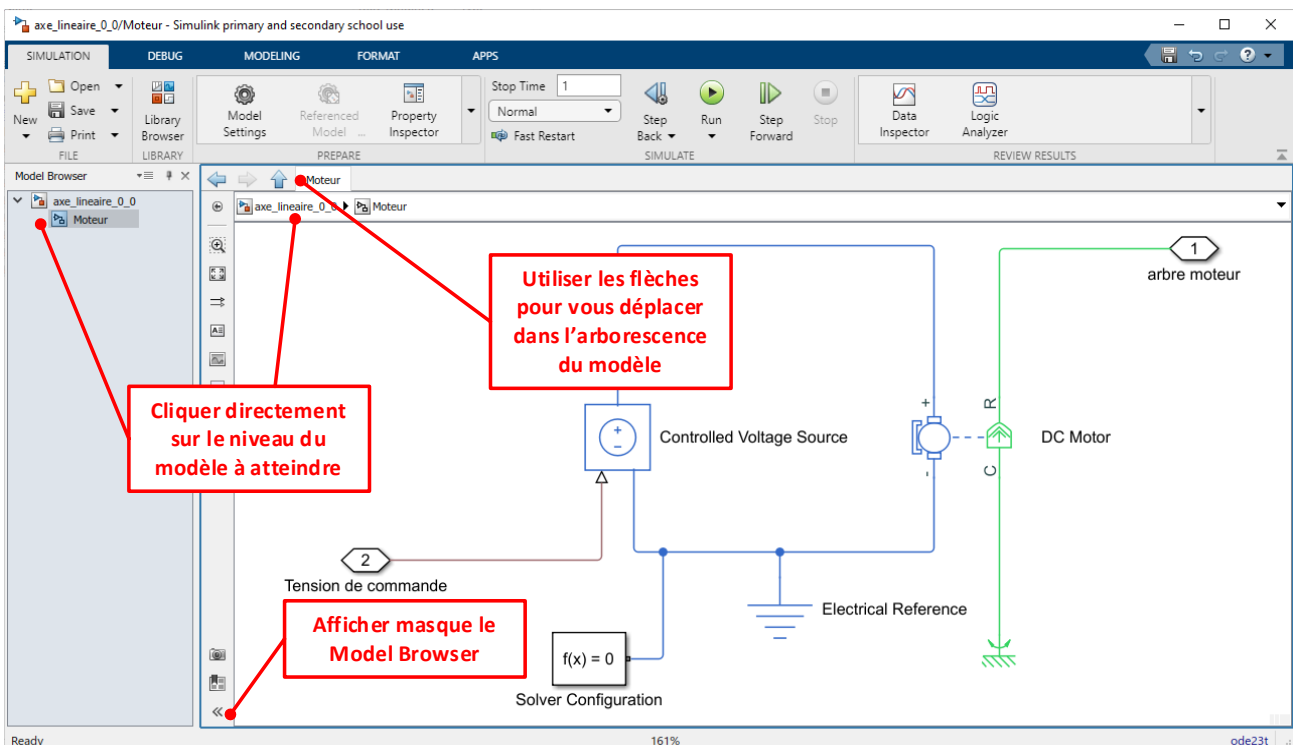 axe_lineaire_0_0/Moteur - Simulink primary and secondary school use
SIMULATION DEBUG MODELING FORMAT APPS
New
Open
Save
Print
Library
Browser
Model
Settings
Referenced
Model ...
Property
Inspector
Stop Time 1
Normal
Fast Restart
Step
Back
Run
Step
Forward
Stop
Data
Inspector
Logic
Analyzer
FILE LIBRARY PREPARE SIMULATE REVIEW RESULTS
Model Browser
Moteur
axe_lineaire_0_0
Moteur
axe_lineaire_0_0 Moteur
1
arbre moteur
Utiliser les flèches
pour vous déplacer
dans l'arborescence
du modèle
Cliquer directement
sur le niveau du
modèle à atteindre
+
-
Controlled Voltage Source
+
-
R
C
DC Motor
2
Tension de commande
Electrical Reference
Afficher masque le
Model Browser
f(x) = 0
Solver Configuration
Ready 161% ode23t